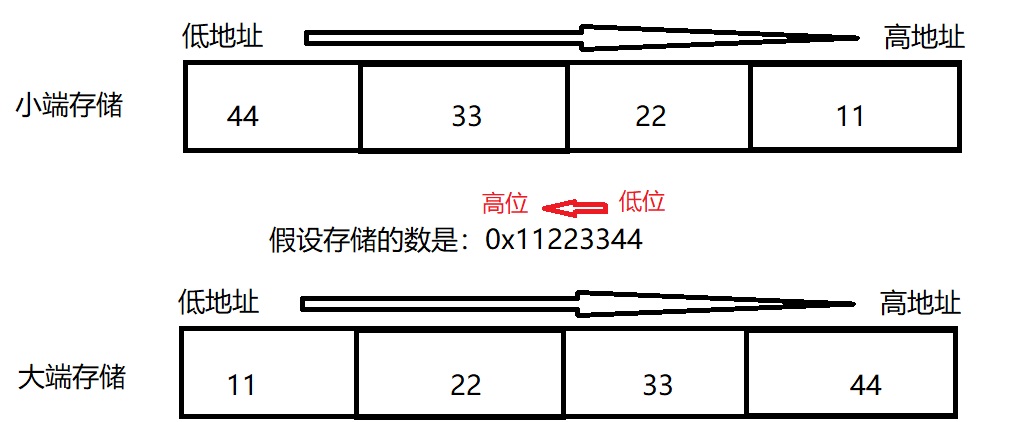 低地址 高地址
小端存储 44 33 22 11
高位 低位
假设存储的数是：0x11223344
低地址 高地址
大端存储 11 22 33 44